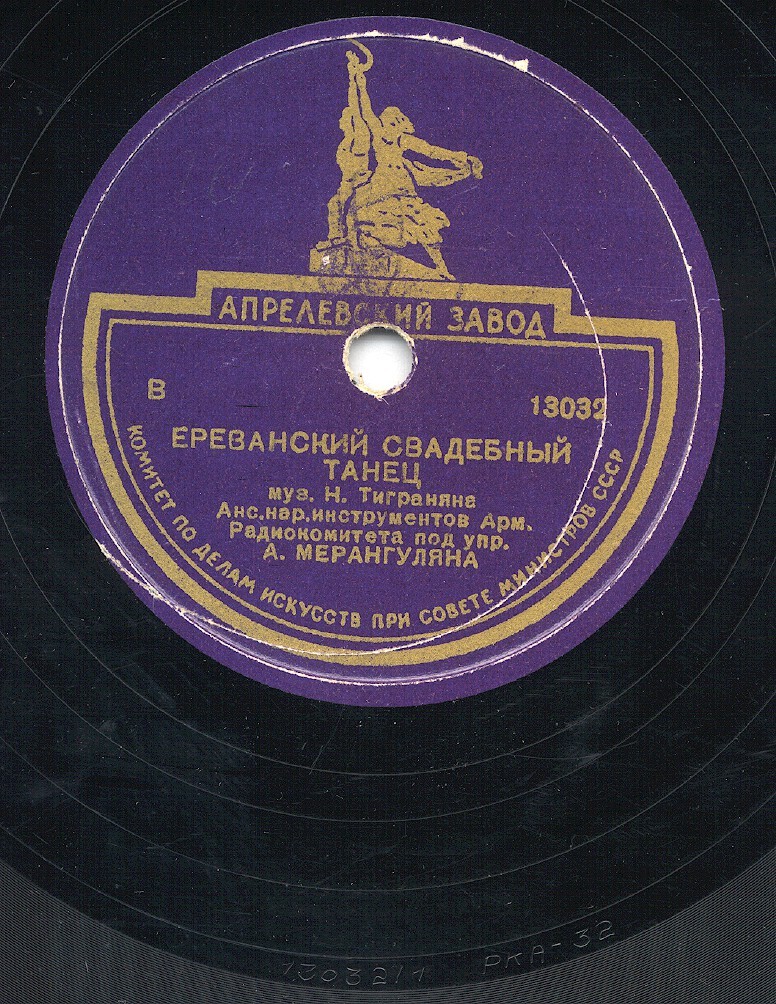 АПРЕЛЕВСКИЙ ЗАВОД
В
13032
ЕРЕВАНСКИЙ СВАДЕБНЫЙ
ТАНЕЦ
муз. Н. Тиграняна
Анс.нар.инструментов Арм.
Радиокомитета под упр.
А. МЕРАНГУЛЯНА
КОМИТЕТ ПО ДЕЛАМ ИСКУССТВ ПРИ СОВЕТЕ МИНИСТРОВ СССР
13032/1 РКА-32